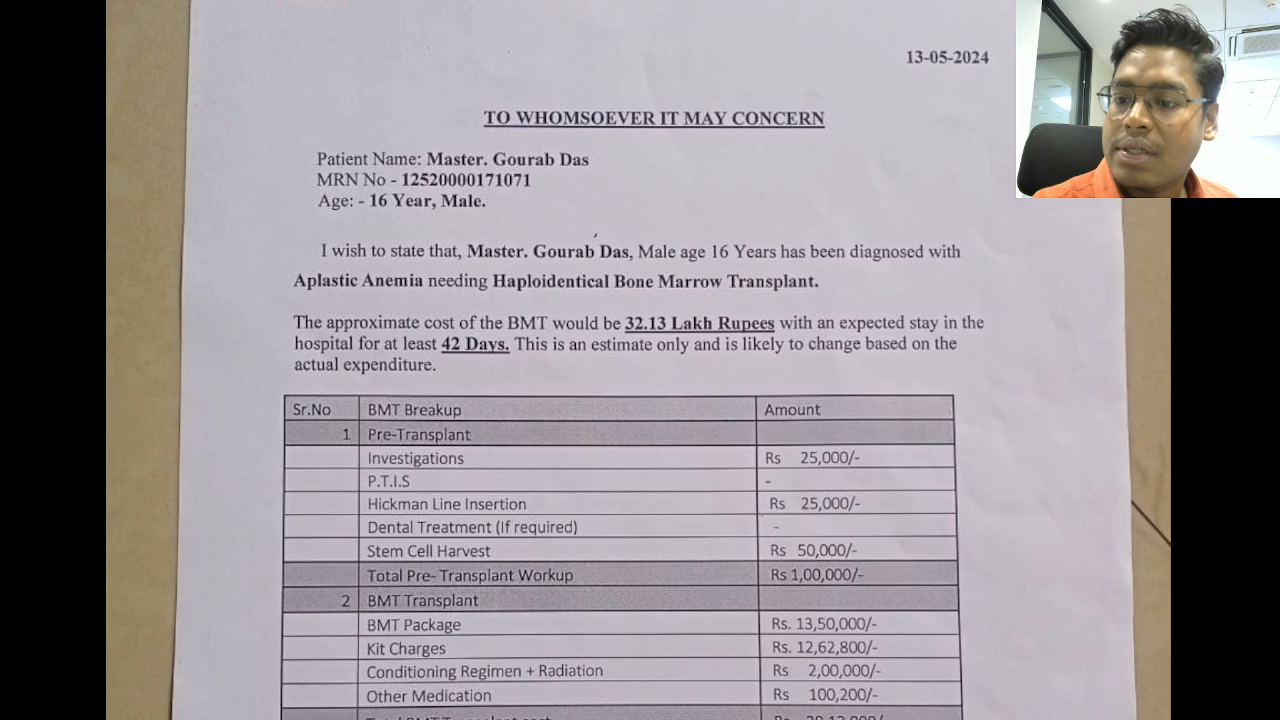 13-05-2024
TO WHOMSOEVER IT MAY CONCERN
Patient Name: Master. Gourab Das
MRN No - 12520000171071
Age: - 16 Year, Male.
I wish to state that, Master. Gourab Das, Male age 16 Years has been diagnosed with
Aplastic Anemia needing Haploidentical Bone Marrow Transplant.
The approximate cost of the BMT would be 32.13 Lakh Rupees with an expected stay in the
hospital for at least 42 Days. This is an estimate only and is likely to change based on the
actual expenditure.
Sr.No BMT Breakup Amount
1 Pre-Transplant
Investigations Rs 25,000/-
P.T.I.S -
Hickman Line Insertion Rs 25,000/-
Dental Treatment (If required) -
Stem Cell Harvest Rs 50,000/-
Total Pre- Transplant Workup Rs 1,00,000/-
2 BMT Transplant
BMT Package Rs. 13,50,000/-
Kit Charges Rs. 12,62,800/-
Conditioning Regimen + Radiation Rs 2,00,000/-
Other Medication Rs 100,200/-